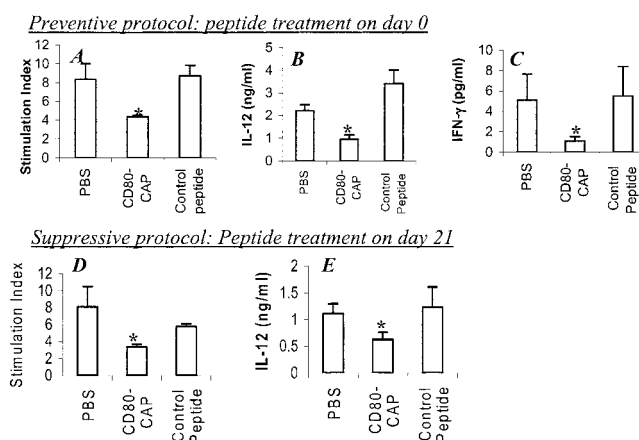 Preventive protocol: peptide treatment on day 0
A
Stimulation Index
12
10
8
6
4
2
0
*
PBS
CD80-
CAP
Control
peptide
B
IL-12 (ng/ml)
5
4
3
2
1
0
*
PBS
CD80-
CAP
Control
Peptide
C
IFN-γ (pg/ml)
10
8
6
4
2
0
*
PBS
CD80-
CAP
Control
Peptide
Suppressive protocol: Peptide treatment on day 21
D
Stimulation Index
12
10
8
6
4
2
0
*
PBS
CD80-
CAP
Control
Peptide
E
IL-12 (ng/ml)
2
1.5
1
0.5
0
*
PBS
CD80-
CAP
Control
Peptide